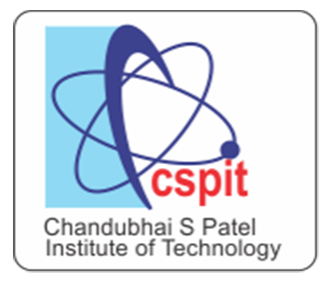 cspit
Chandubhai S Patel
Institute of Technology